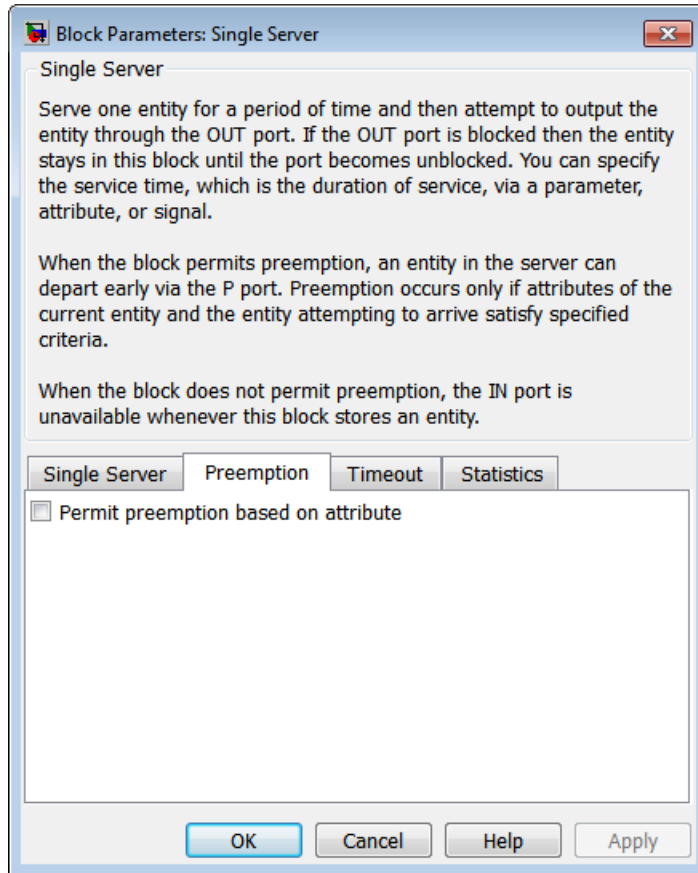 Block Parameters: Single Server
Single Server
Serve one entity for a period of time and then attempt to output the
entity through the OUT port. If the OUT port is blocked then the entity
stays in this block until the port becomes unblocked. You can specify
the service time, which is the duration of service, via a parameter,
attribute, or signal.
When the block permits preemption, an entity in the server can
depart early via the P port. Preemption occurs only if attributes of the
current entity and the entity attempting to arrive satisfy specified
criteria.
When the block does not permit preemption, the IN port is
unavailable whenever this block stores an entity.
Single Server Preemption Timeout Statistics
Permit preemption based on attribute
OK Cancel Help Apply